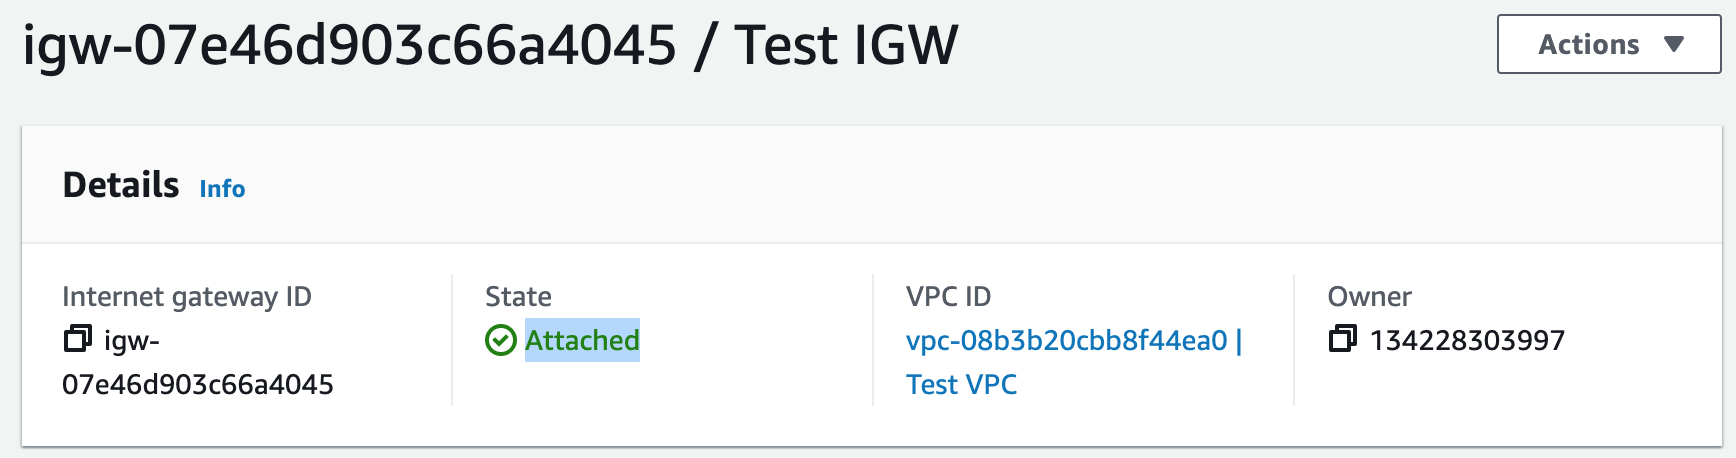 igw-07e46d903c66a4045 / Test IGW
Actions
Details Info
Internet gateway ID
igw-
07e46d903c66a4045
State
Attached
VPC ID
vpc-08b3b20cbb8f44ea0 |
Test VPC
Owner
134228303997